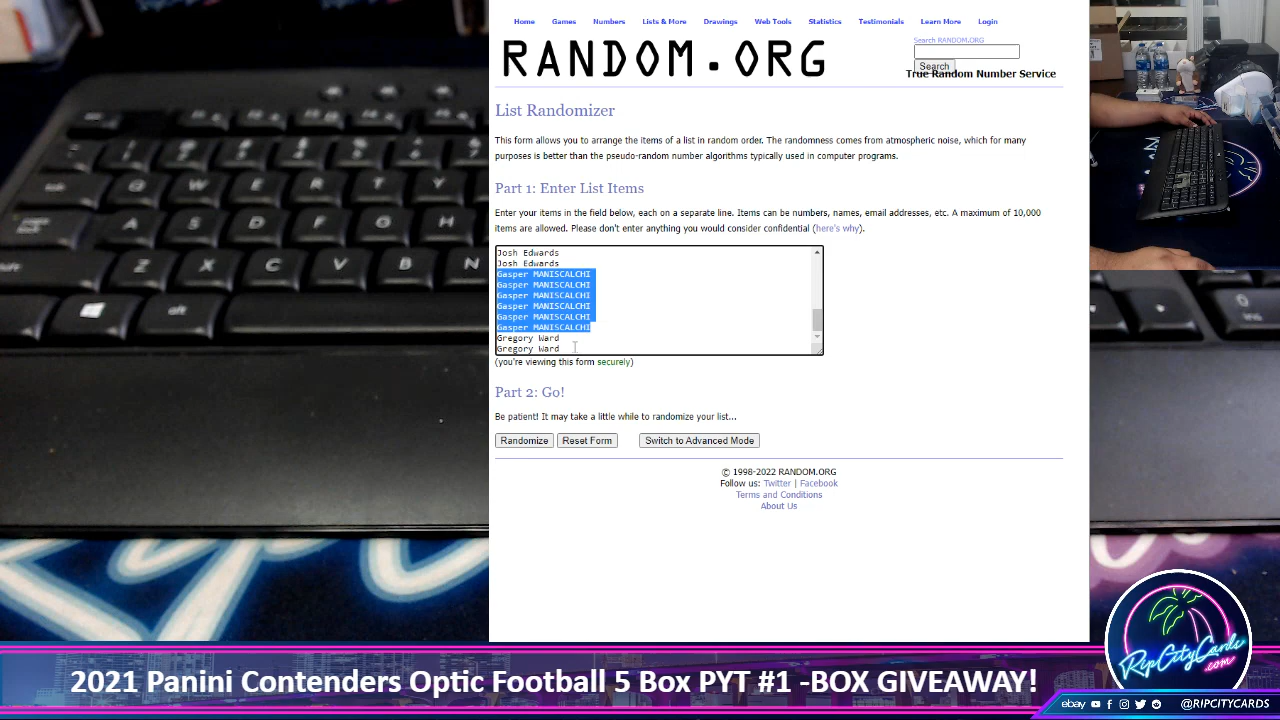 Home Games Numbers Lists & More Drawings Web Tools Statistics Testimonials Learn More Login
RANDOM.ORG
Search RANDOM.ORG
Search
True Random Number Service
List Randomizer
This form allows you to arrange the items of a list in random order. The randomness comes from atmospheric noise, which for many
purposes is better than the pseudo-random number algorithms typically used in computer programs.
Part 1: Enter List Items
Enter your items in the field below, each on a separate line. Items can be numbers, names, email addresses, etc. A maximum of 10,000
items are allowed. Please don't enter anything you would consider confidential (here's why).
Josh Edwards
Josh Edwards
Gasper MANISCALCHI
Gasper MANISCALCHI
Gasper MANISCALCHI
Gasper MANISCALCHI
Gasper MANISCALCHI
Gasper MANISCALCHI
Gregory Ward
Gregory Ward
(you're viewing this form securely)
Part 2: Go!
Be patient! It may take a little while to randomize your list...
Randomize Reset Form Switch to Advanced Mode
© 1998-2022 RANDOM.ORG
Follow us: Twitter | Facebook
Terms and Conditions
About Us
RipCityCards
.com
2021 Panini Contenders Optic Football 5 Box PYT #1 -BOX GIVEAWAY!
ebay @RIPCITYCARDS